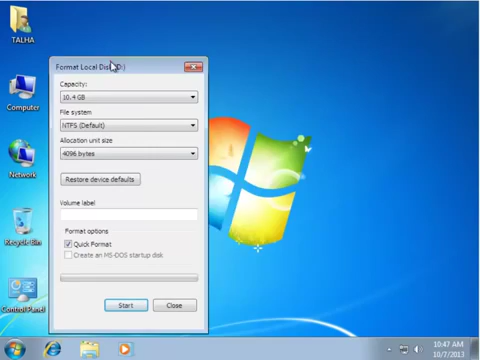 TALHA
Computer
Network
Recycle Bin
Control Panel
Format Local Disk (D:)
Capacity:
10.4 GB
File system
NTFS (Default)
Allocation unit size
4096 bytes
Restore device defaults
Volume label
Format options
Quick Format
Create an MS-DOS startup disk
Start
Close
10:47 AM
10/7/2013